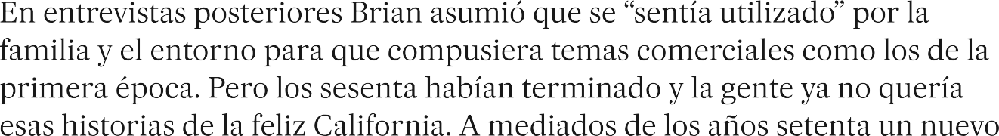 En entrevistas posteriores Brian asumió que se “sentía utilizado” por la
familia y el entorno para que compusiera temas comerciales como los de la
primera época. Pero los sesenta habían terminado y la gente ya no quería
esas historias de la feliz California. A mediados de los años setenta un nuevo